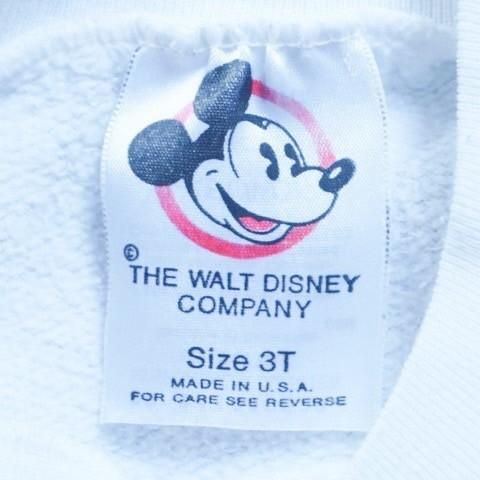 ©
THE WALT DISNEY
COMPANY
Size 3T
MADE IN U.S.A.
FOR CARE SEE REVERSE